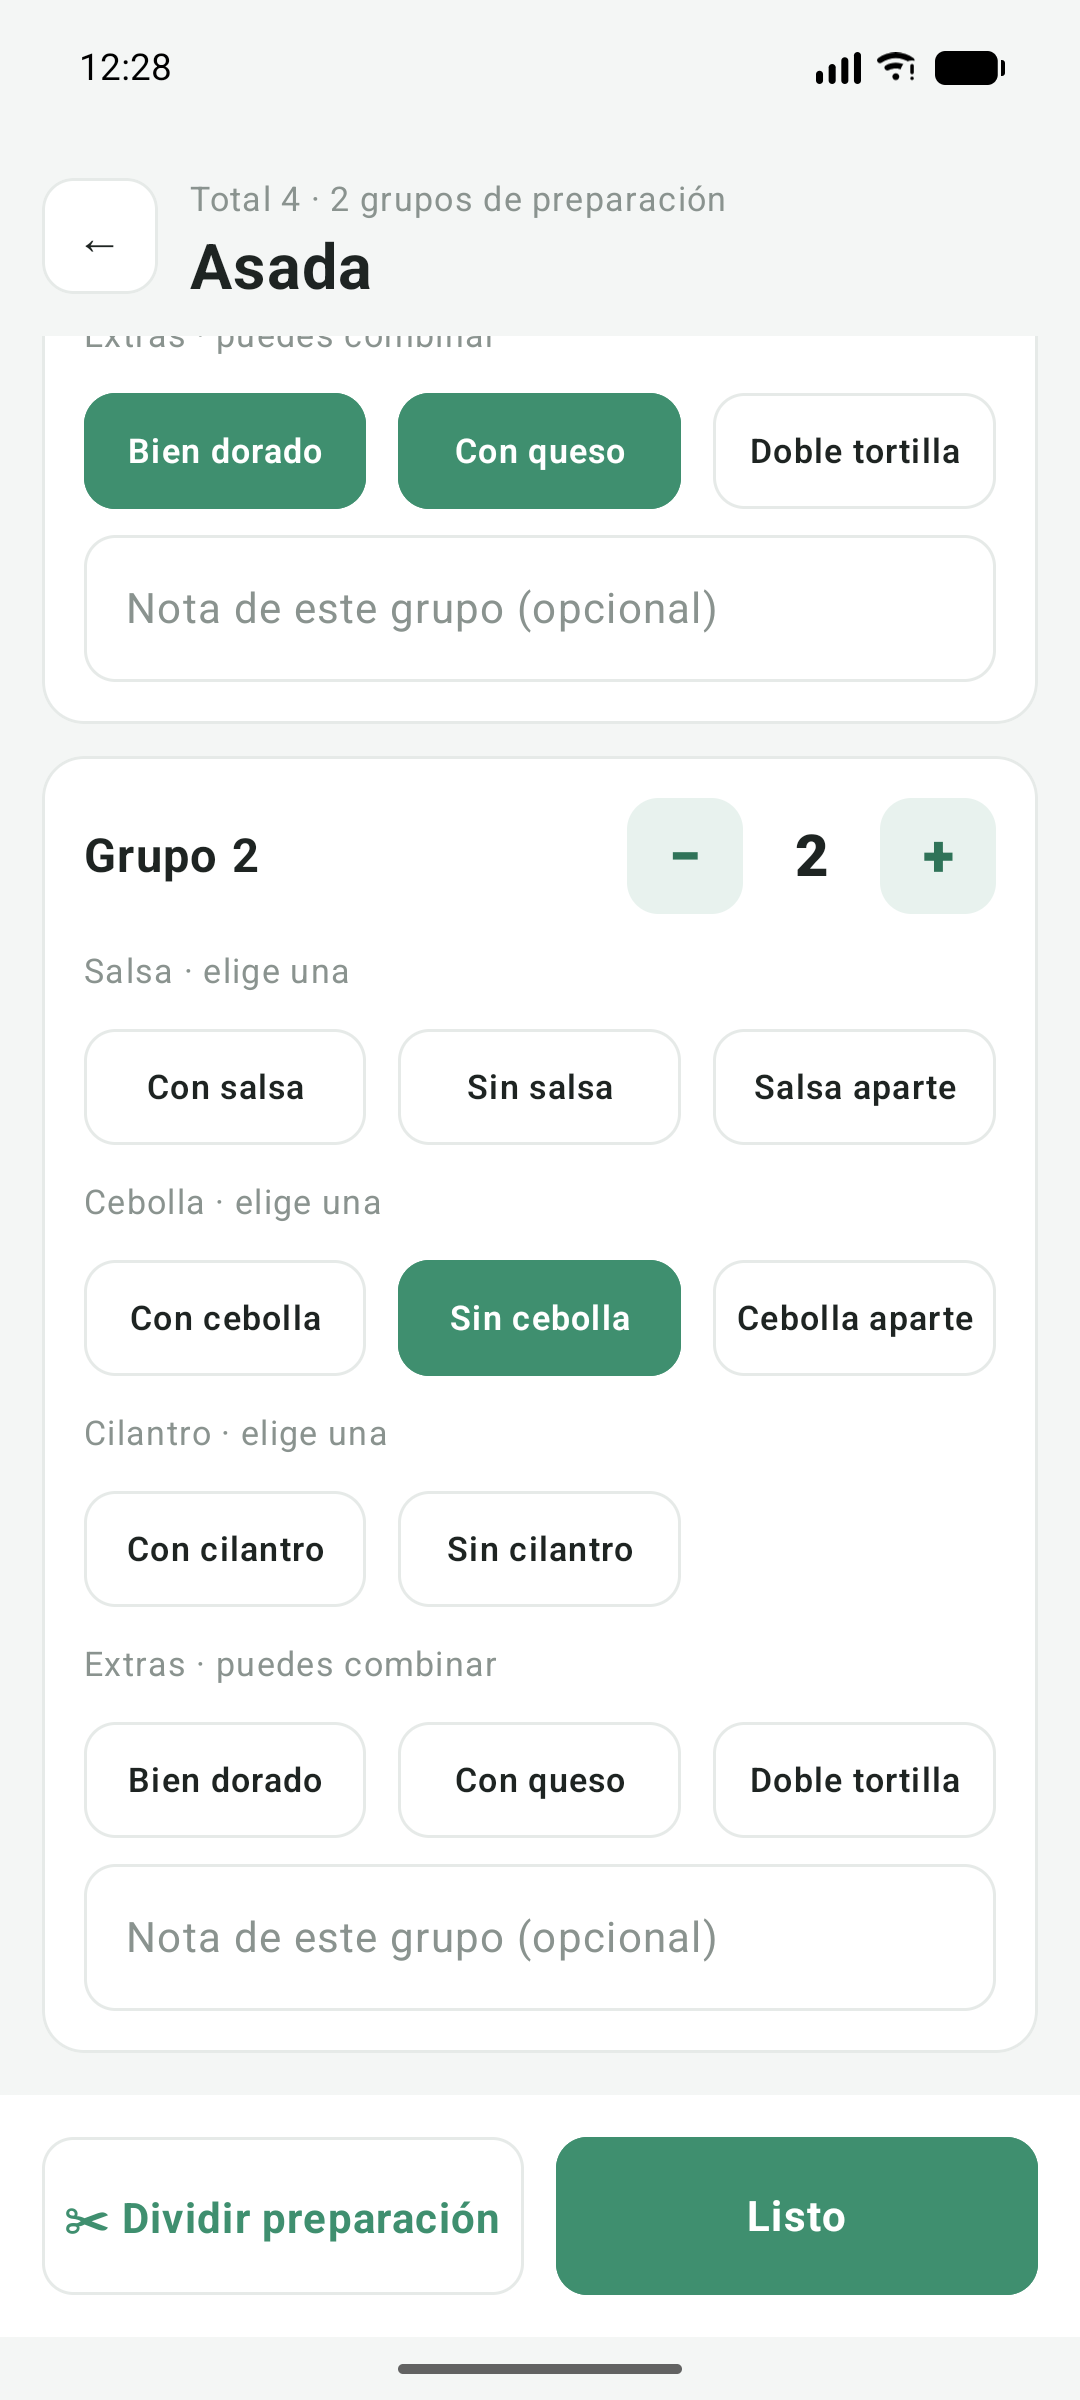 12:28
Total 4 · 2 grupos de preparación
←
Asada
Extras · puedes combinar
Bien dorado
Con queso
Doble tortilla
Nota de este grupo (opcional)
Grupo 2
− 2 +
Salsa · elige una
Con salsa
Sin salsa
Salsa aparte
Cebolla · elige una
Con cebolla
Sin cebolla
Cebolla aparte
Cilantro · elige una
Con cilantro
Sin cilantro
Extras · puedes combinar
Bien dorado
Con queso
Doble tortilla
Nota de este grupo (opcional)
✂ Dividir preparación
Listo